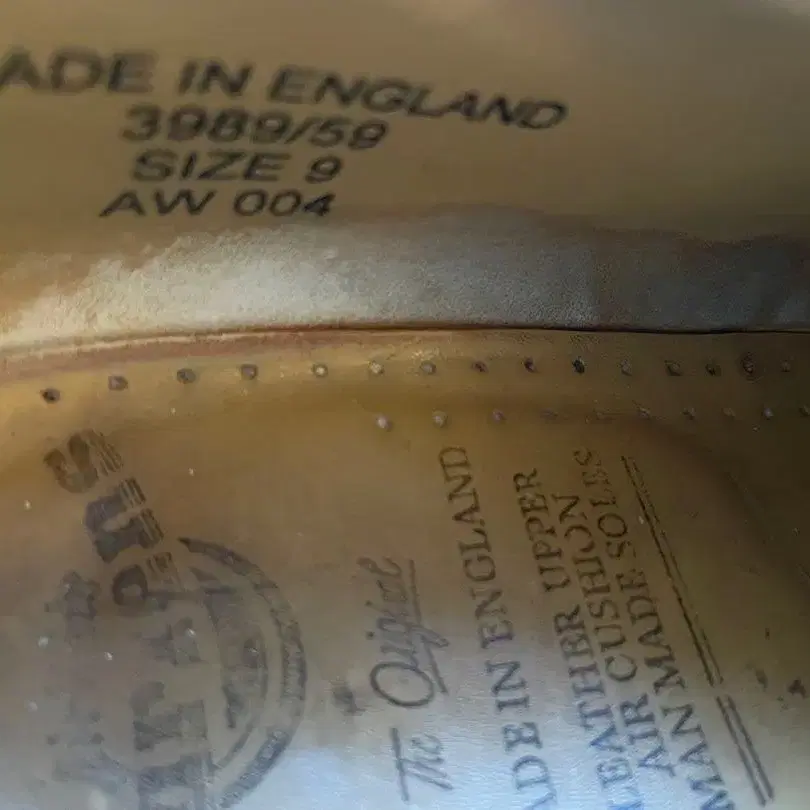 ADE IN ENGLAND
3989/59
SIZE 9
AW 004
The Original
ADE IN ENGLAND
LEATHER UPPER
AIR CUSHION
MAN MADE SOLES